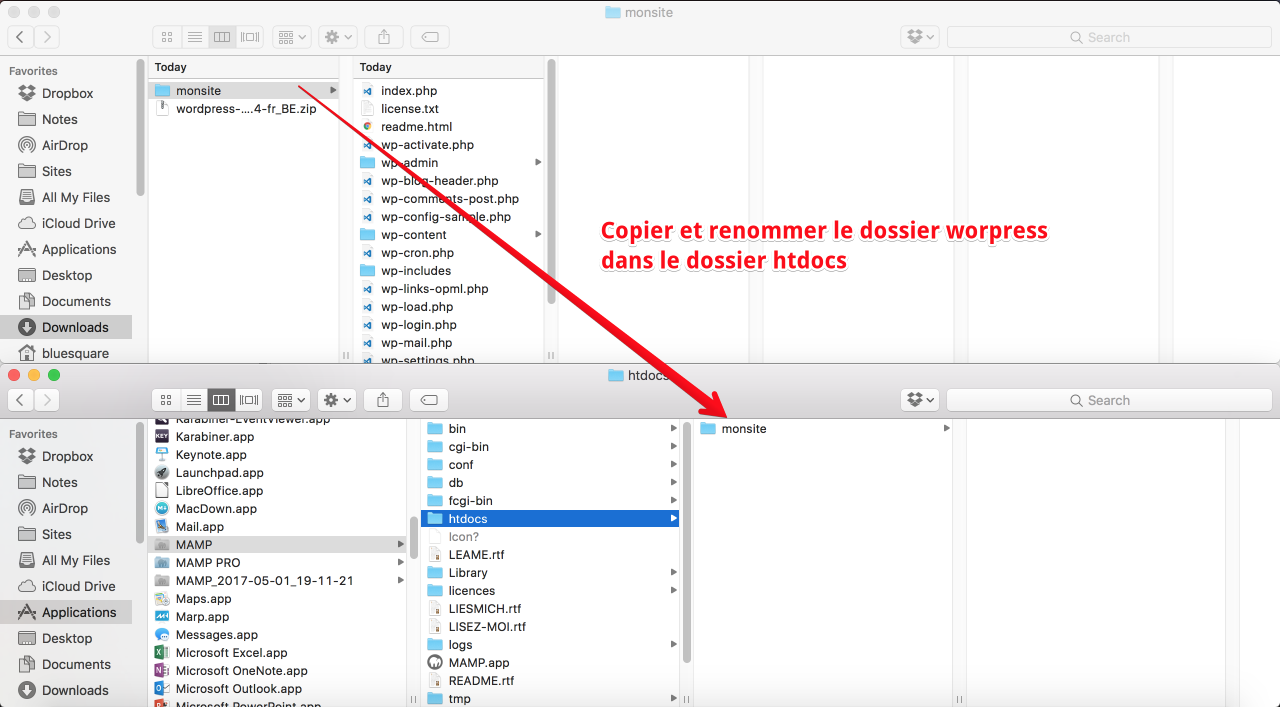 monsite
Search
Favorites
Dropbox
Notes
AirDrop
Sites
All My Files
iCloud Drive
Applications
Desktop
Documents
Downloads
bluesquare
Today
monsite
wordpress-....4-fr_BE.zip
Today
index.php
license.txt
readme.html
wp-activate.php
wp-admin
wp-blog-header.php
wp-comments-post.php
wp-config-sample.php
wp-content
wp-cron.php
wp-includes
wp-links-opml.php
wp-load.php
wp-login.php
wp-mail.php
wp-settings.php
Copier et renommer le dossier worpress
dans le dossier htdocs
htdocs
Search
Favorites
Dropbox
Notes
AirDrop
Sites
All My Files
iCloud Drive
Applications
Desktop
Documents
Downloads
Karabiner-EventViewer.app
Karabiner.app
Keynote.app
Launchpad.app
LibreOffice.app
MacDown.app
Mail.app
MAMP
MAMP PRO
MAMP_2017-05-01_19-11-21
Maps.app
Marp.app
Messages.app
Microsoft Excel.app
Microsoft OneNote.app
Microsoft Outlook.app
Microsoft PowerPoint.app
bin
cgi-bin
conf
db
fcgi-bin
htdocs
Icon?
LEAME.rtf
Library
licences
LIESMICH.rtf
LISEZ-MOI.rtf
logs
MAMP.app
README.rtf
tmp
monsite